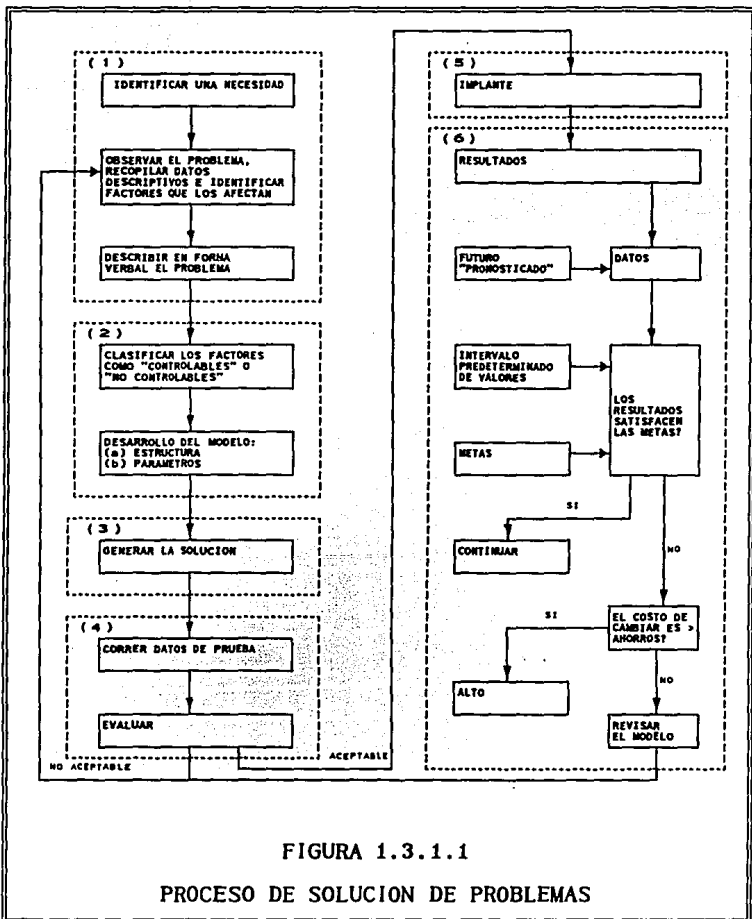 (1)
IDENTIFICAR UNA NECESIDAD
OBSERVAR EL PROBLEMA,
RECOPILAR DATOS
DESCRIPTIVOS E IDENTIFICAR
FACTORES QUE LOS AFECTAN
DESCRIBIR EN FORMA
VERBAL EL PROBLEMA
(2)
CLASIFICAR LOS FACTORES
COMO "CONTROLABLES" O
"NO CONTROLABLES"
DESARROLLO DEL MODELO:
(a) ESTRUCTURA
(b) PARAMETROS
(3)
GENERAR LA SOLUCION
(4)
CORRER DATOS DE PRUEBA
EVALUAR
NO ACEPTABLE
ACEPTABLE
(5)
IMPLANTE
(6)
RESULTADOS
FUTURO
"PRONOSTICADO"
DATOS
INTERVALO
PREDETERMINADO
DE VALORES
LOS
RESULTADOS
SATISFACEN
LAS METAS?
METAS
SI
CONTINUAR
NO
SI
EL COSTO DE
CAMBIAR ES >
AHORROS?
ALTO
NO
REVISAR
EL MODELO
FIGURA 1.3.1.1
PROCESO DE SOLUCION DE PROBLEMAS